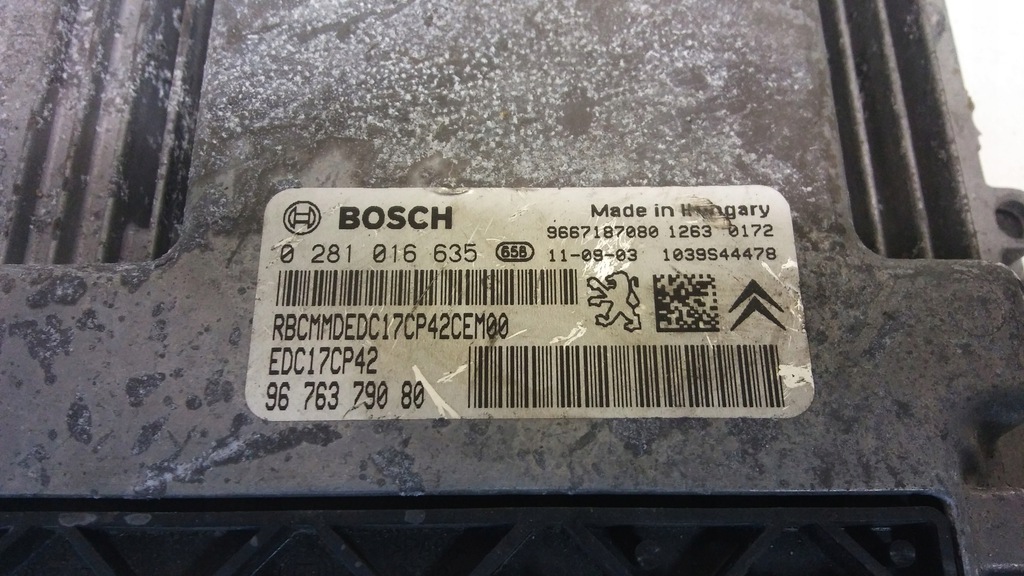 BOSCH
Made in Hungary
9667187080 1263 0172
0 281 016 635 658 11-09-03 1039S44478
RBCMMDEDC17CP42CEM00
EDC17CP42
96 763 790 80